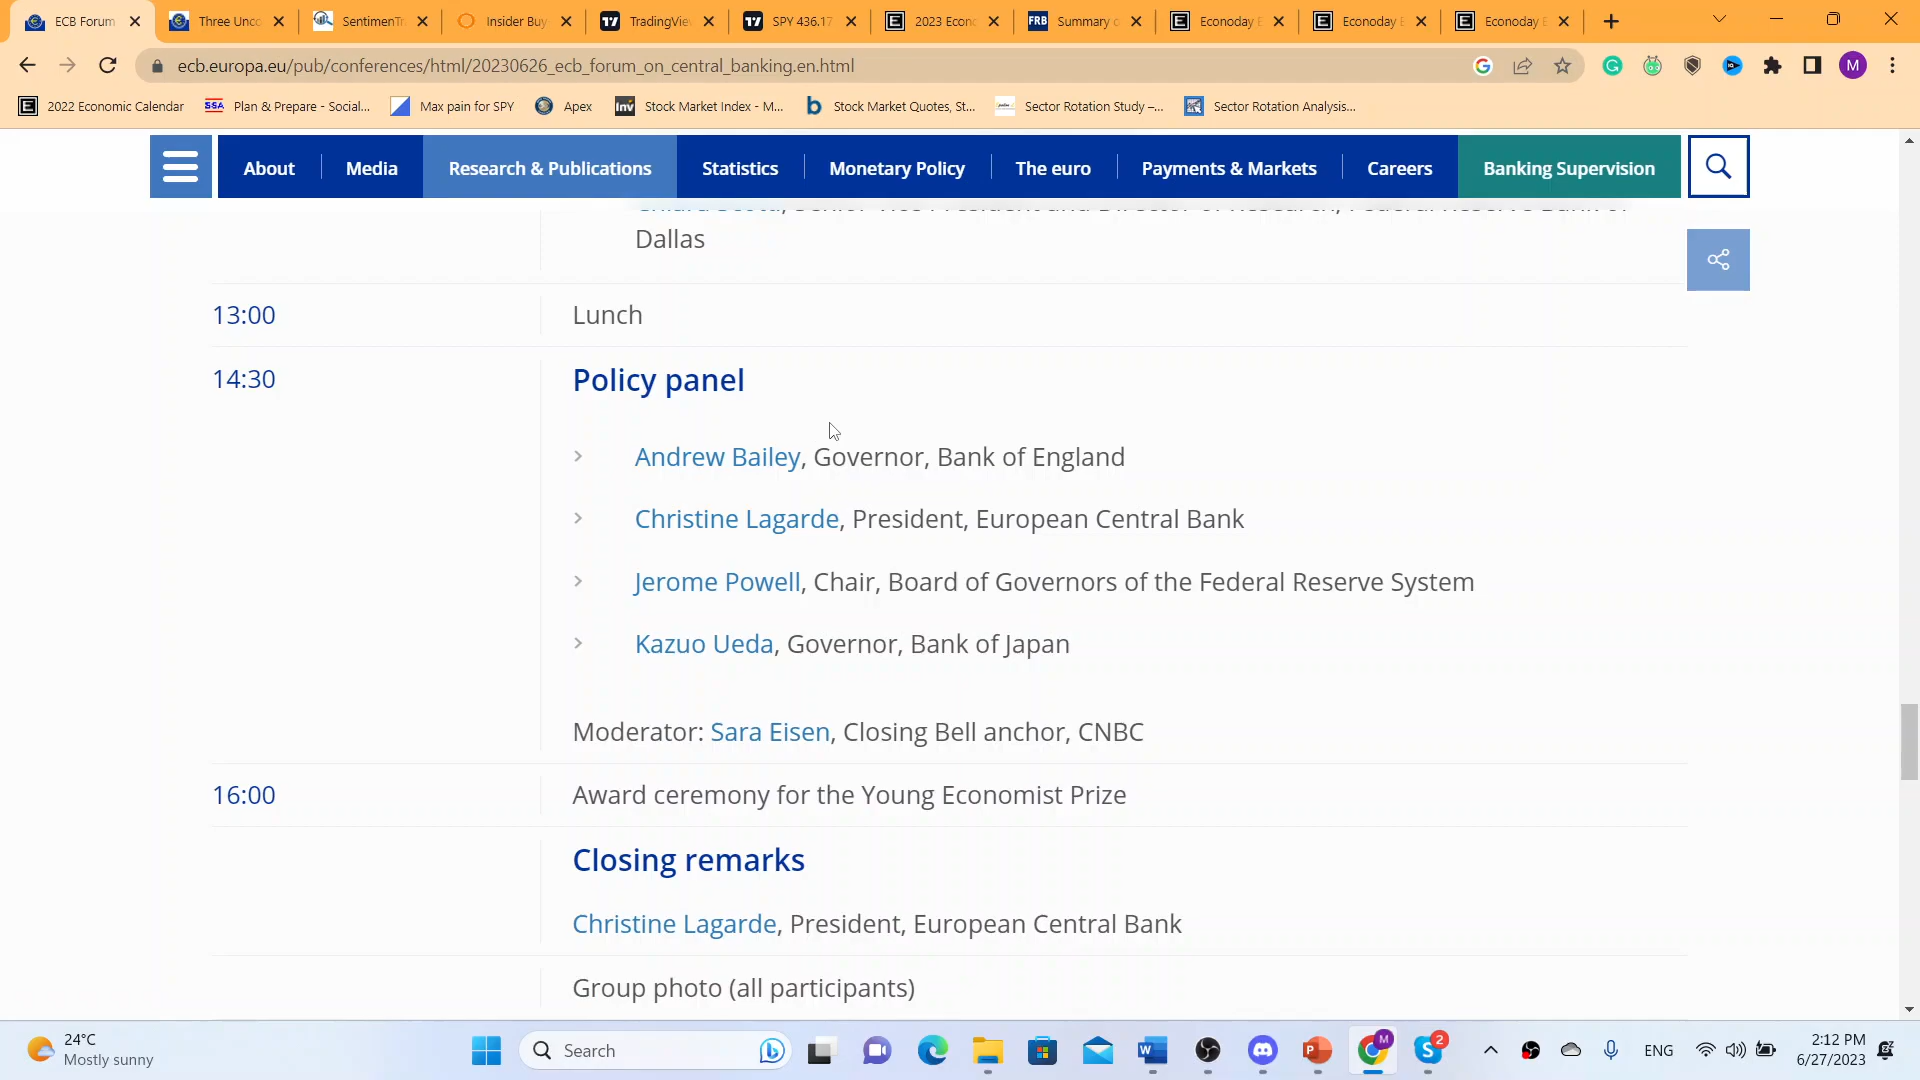 ECB Forum
Three Unco
Sentimen
Insider Buy
TradingVie
SPY 436.17
2023 Econ
FRB Summary o
Econoday E
Econoday E
Econoday E
ecb.europa.eu/pub/conferences/html/20230626_ecb_forum_on_central_banking.en.html
M
2022 Economic Calendar
SSA Plan & Prepare - Social...
Max pain for SPY
Apex
Inv Stock Market Index - M...
b Stock Market Quotes, St...
Sector Rotation Study –...
Sector Rotation Analysis...
About
Media
Research & Publications
Statistics
Monetary Policy
The euro
Payments & Markets
Careers
Banking Supervision
Dallas
13:00 Lunch
14:30 Policy panel
Andrew Bailey, Governor, Bank of England
Christine Lagarde, President, European Central Bank
Jerome Powell, Chair, Board of Governors of the Federal Reserve System
Kazuo Ueda, Governor, Bank of Japan
Moderator: Sara Eisen, Closing Bell anchor, CNBC
16:00 Award ceremony for the Young Economist Prize
Closing remarks
Christine Lagarde, President, European Central Bank
Group photo (all participants)
24°C
Mostly sunny
Search
ENG
2:12 PM
6/27/2023